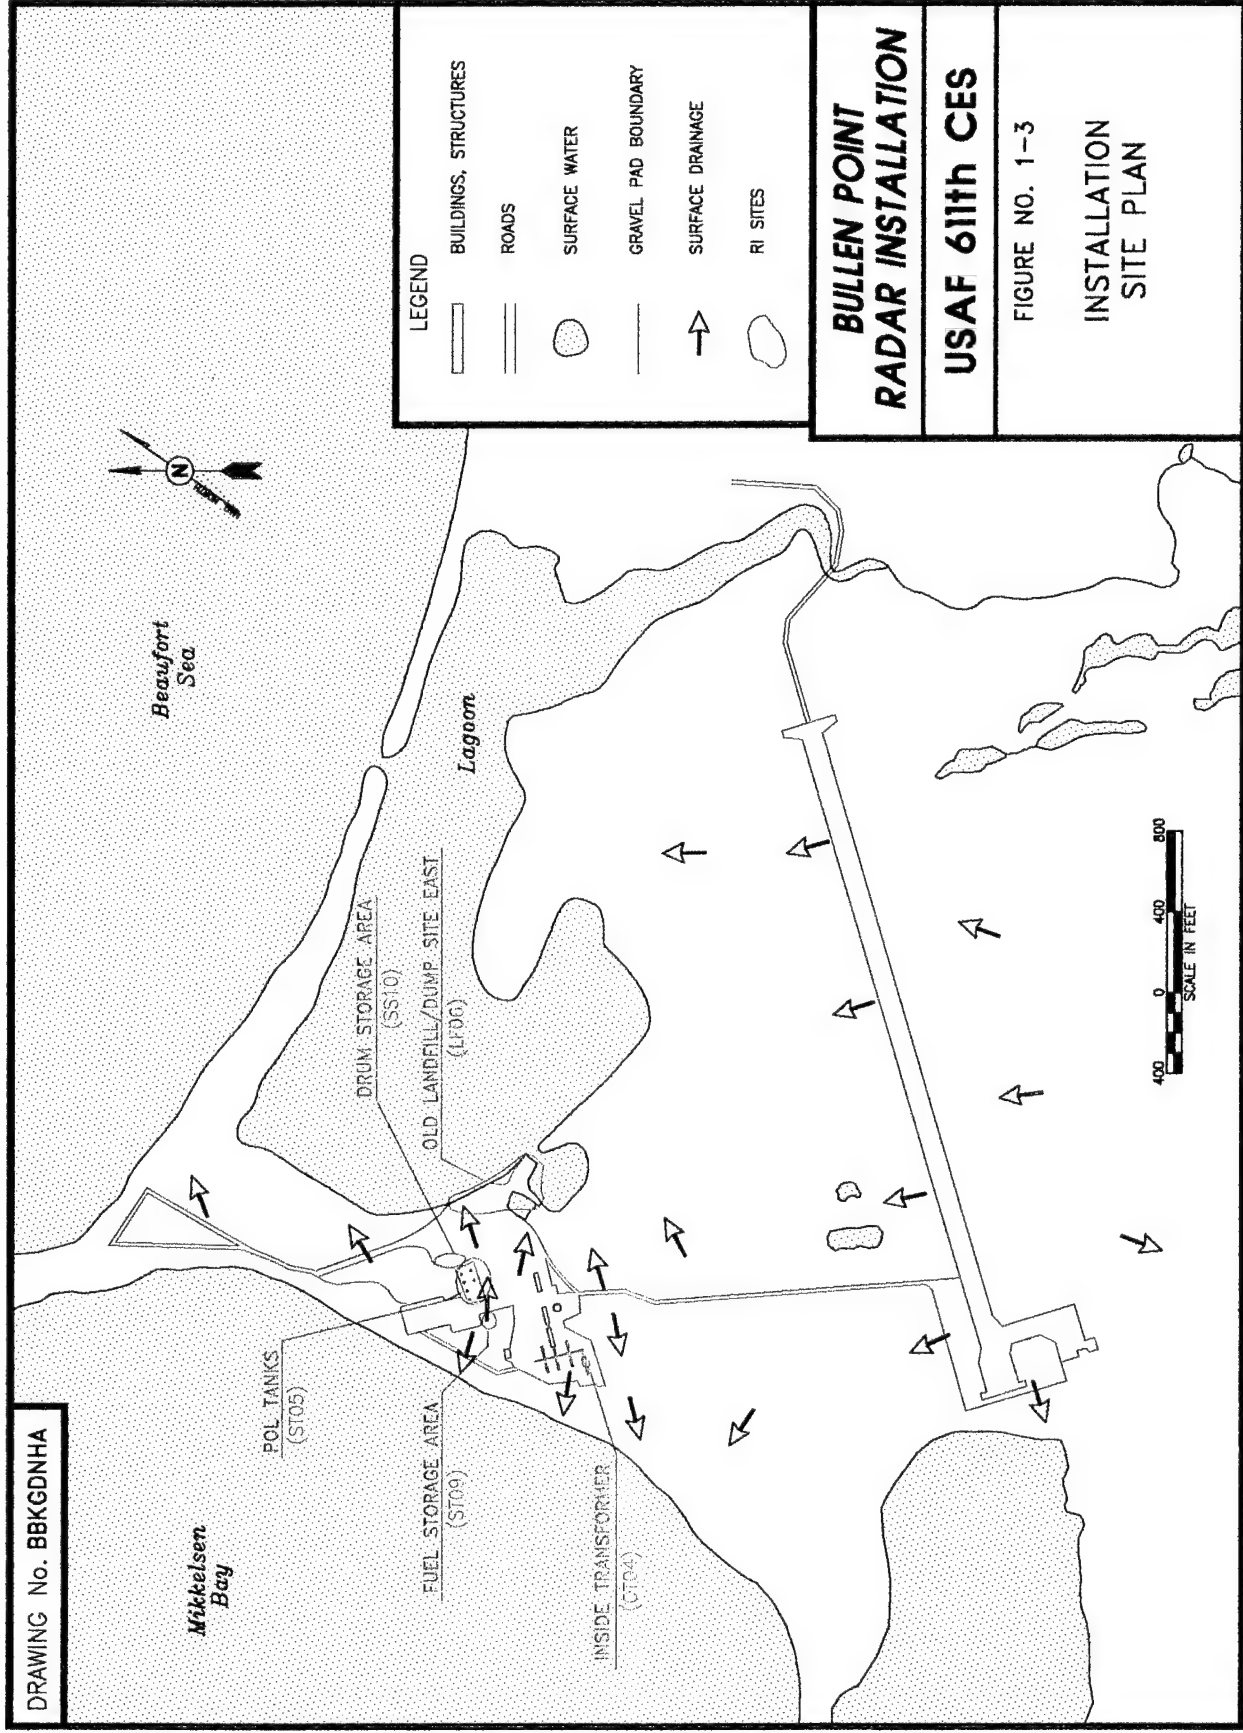 DRAWING No. BBKGDNHA
Mikkelsen
Bay
Beaufort
Sea
Lagoon
N
POL TANKS
(ST05)
FUEL STORAGE AREA
(ST09)
INSIDE TRANSFORMER
(OT04)
DRUM STORAGE AREA
(SS10)
OLD LANDFILL/DUMP SITE EAST
(LF06)
400 0 400 800
SCALE IN FEET
LEGEND
BUILDINGS, STRUCTURES
ROADS
SURFACE WATER
GRAVEL PAD BOUNDARY
SURFACE DRAINAGE
RI SITES
BULLEN POINT
RADAR INSTALLATION
USAF 611th CES
FIGURE NO. 1-3
INSTALLATION
SITE PLAN